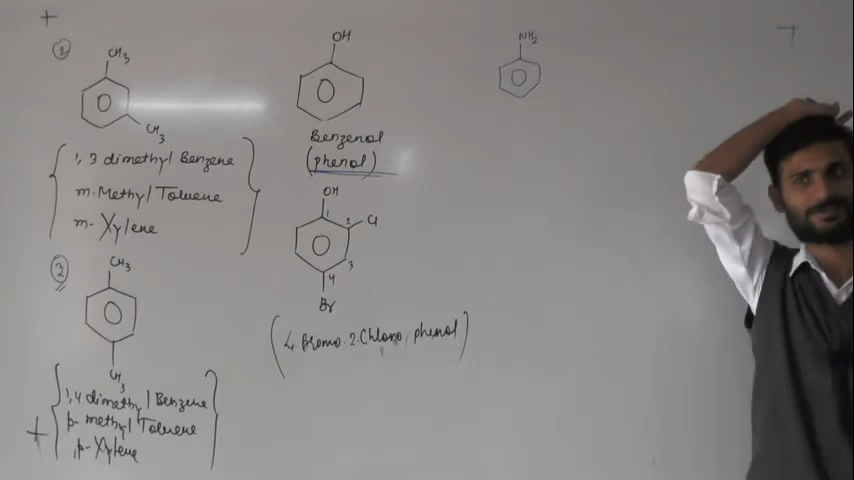 1
CH3
CH3
{ 1, 3 dimethyl Benzene
m-Methyl Toluene
m-Xylene }
2
CH3
CH3
{ 1,4 dimethyl Benzene
p-methyl Toluene
p-Xylene }
OH
Benzenol
(phenol)
OH
1
2 Cl
3
4
Br
(4-Bromo-2-Chloro phenol)
NH2